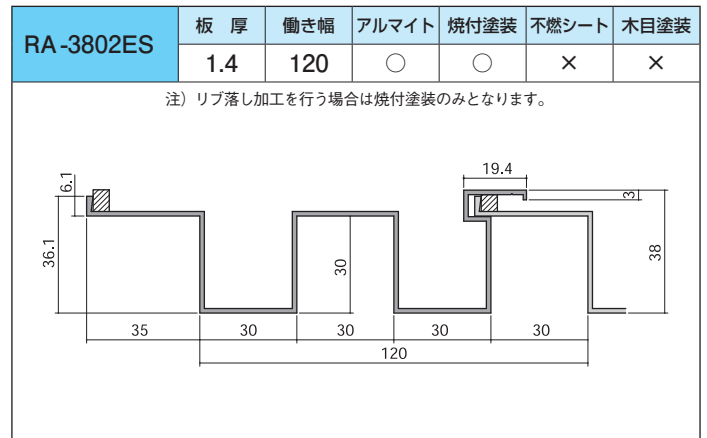 RA-3802ES
板 厚 働き幅 アルマイト 焼付塗装 不燃シート 木目塗装
1.4 120 ○ ○ × ×
注）リブ落し加工を行う場合は焼付塗装のみとなります。
19.4
6.1
3
36.1
30
38
35 30 30 30 30
120